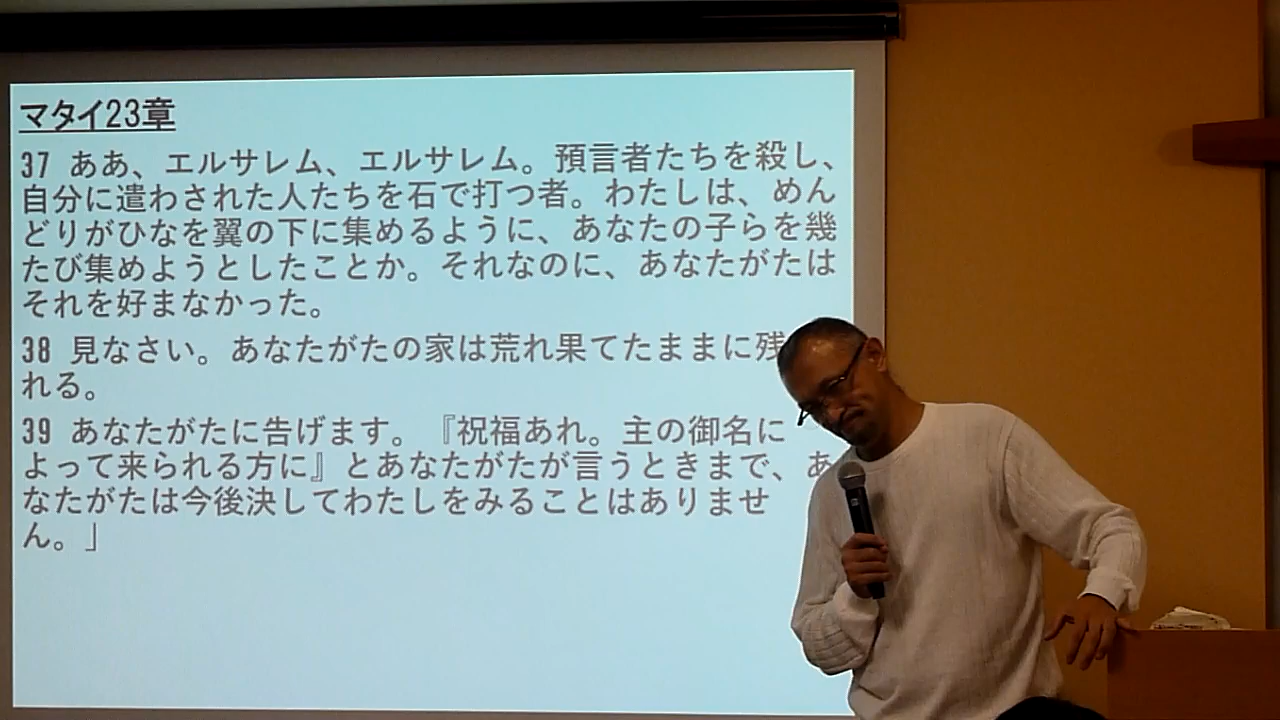 マタイ23章
37 ああ、エルサレム、エルサレム。預言者たちを殺し、
自分に遣わされた人たちを石で打つ者。わたしは、めん
どりがひなを翼の下に集めるように、あなたの子らを幾
たび集めようとしたことか。それなのに、あなたがたは
それを好まなかった。
38 見なさい。あなたがたの家は荒れ果てたままに残
れる。
39 あなたがたに告げます。『祝福あれ。主の御名に
よって来られる方に』とあなたがたが言うときまで、あ
なたがたは今後決してわたしをみることはありませ
ん。」